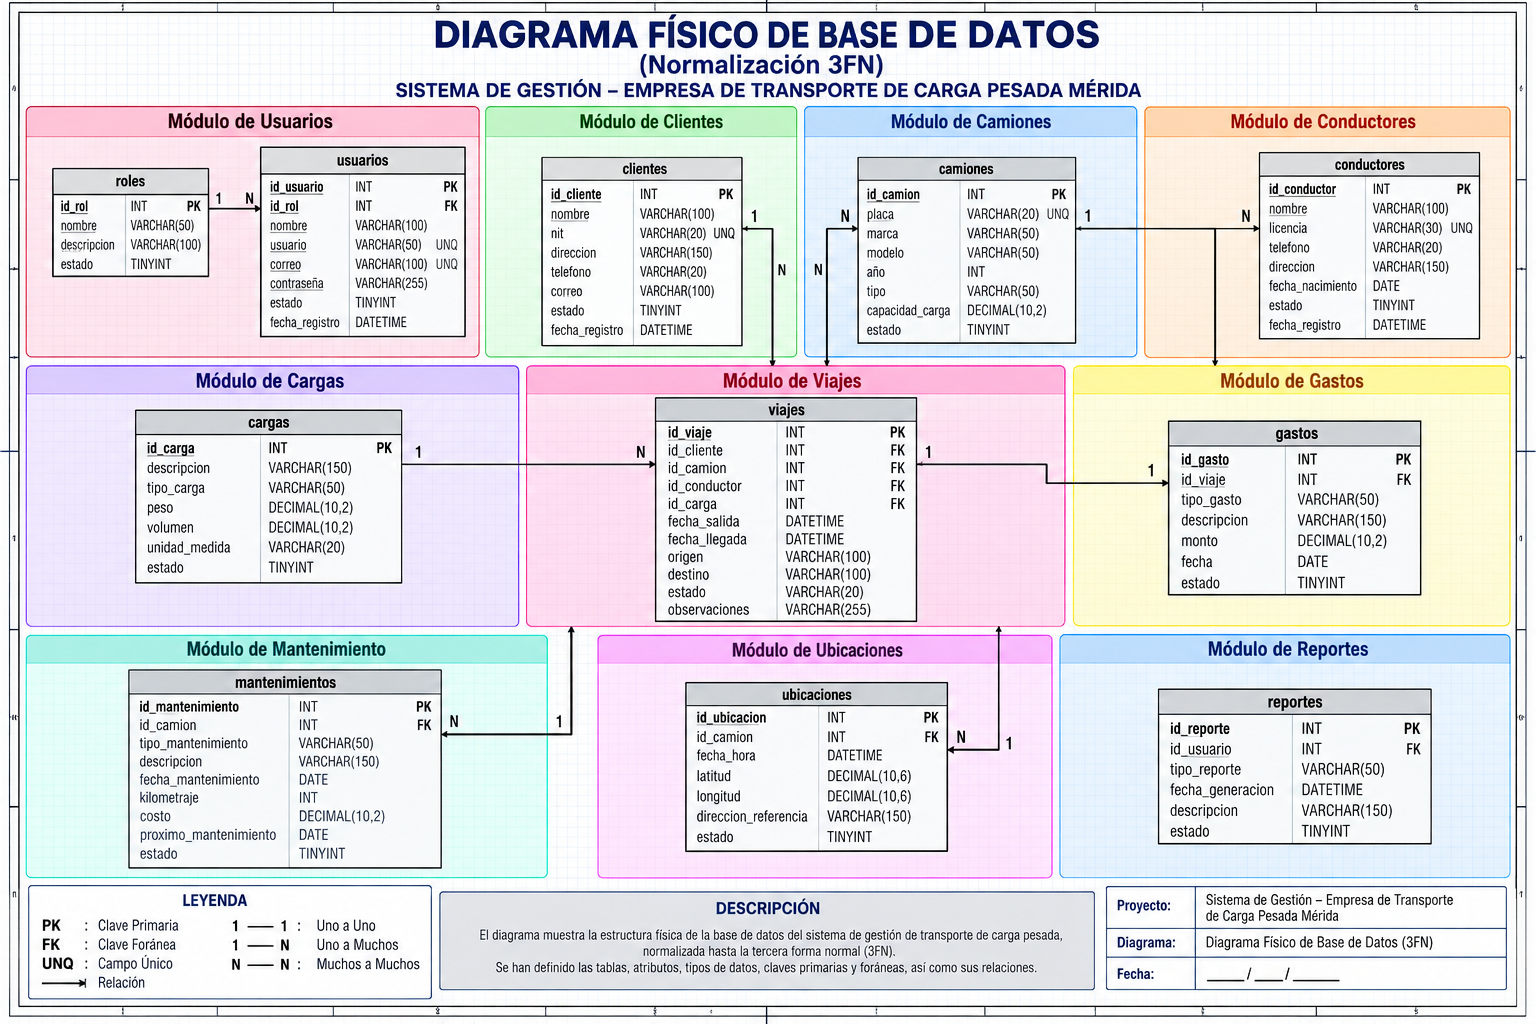 DIAGRAMA FÍSICO DE BASE DE DATOS
(Normalización 3FN)
SISTEMA DE GESTIÓN – EMPRESA DE TRANSPORTE DE CARGA PESADA MÉRIDA
Módulo de Usuarios
roles
id_rol INT PK
nombre VARCHAR(50)
descripcion VARCHAR(100)
estado TINYINT
1 N
usuarios
id_usuario INT PK
id_rol INT FK
nombre VARCHAR(100)
usuario VARCHAR(50) UNQ
correo VARCHAR(100) UNQ
contraseña VARCHAR(255)
estado TINYINT
fecha_registro DATETIME
Módulo de Clientes
clientes
id_cliente INT PK
nombre VARCHAR(100)
nit VARCHAR(20) UNQ
direccion VARCHAR(150)
telefono VARCHAR(20)
correo VARCHAR(100)
estado TINYINT
fecha_registro DATETIME
1
N
Módulo de Camiones
camiones
id_camion INT PK
placa VARCHAR(20) UNQ
marca VARCHAR(50)
modelo VARCHAR(50)
año INT
tipo VARCHAR(50)
capacidad_carga DECIMAL(10,2)
estado TINYINT
N
N
1
Módulo de Conductores
conductores
id_conductor INT PK
nombre VARCHAR(100)
licencia VARCHAR(30) UNQ
telefono VARCHAR(20)
direccion VARCHAR(150)
fecha_nacimiento DATE
estado TINYINT
fecha_registro DATETIME
N
Módulo de Cargas
cargas
id_carga INT PK
descripcion VARCHAR(150)
tipo_carga VARCHAR(50)
peso DECIMAL(10,2)
volumen DECIMAL(10,2)
unidad_medida VARCHAR(20)
estado TINYINT
1
N
Módulo de Viajes
viajes
id_viaje INT PK
id_cliente INT FK
id_camion INT FK
id_conductor INT FK
id_carga INT FK
fecha_salida DATETIME
fecha_llegada DATETIME
origen VARCHAR(100)
destino VARCHAR(100)
estado VARCHAR(20)
observaciones VARCHAR(255)
1
1
Módulo de Gastos
gastos
id_gasto INT PK
id_viaje INT FK
tipo_gasto VARCHAR(50)
descripcion VARCHAR(150)
monto DECIMAL(10,2)
fecha DATE
estado TINYINT
Módulo de Mantenimiento
mantenimientos
id_mantenimiento INT PK
id_camion INT FK
tipo_mantenimiento VARCHAR(50)
descripcion VARCHAR(150)
fecha_mantenimiento DATE
kilometraje INT
costo DECIMAL(10,2)
proximo_mantenimiento DATE
estado TINYINT
N 1
Módulo de Ubicaciones
ubicaciones
id_ubicacion INT PK
id_camion INT FK
fecha_hora DATETIME
latitud DECIMAL(10,6)
longitud DECIMAL(10,6)
direccion_referencia VARCHAR(150)
estado TINYINT
N 1
Módulo de Reportes
reportes
id_reporte INT PK
id_usuario INT FK
tipo_reporte VARCHAR(50)
fecha_generacion DATETIME
descripcion VARCHAR(150)
estado TINYINT
LEYENDA
PK : Clave Primaria
FK : Clave Foránea
UNQ : Campo Único
Relación
1 — 1 : Uno a Uno
1 — N Uno a Muchos
N — N : Muchos a Muchos
DESCRIPCIÓN
El diagrama muestra la estructura física de la base de datos del sistema de gestión de transporte de carga pesada,
normalizada hasta la tercera forma normal (3FN).
Se han definido las tablas, atributos, tipos de datos, claves primarias y foráneas, así como sus relaciones.
Proyecto: Sistema de Gestión – Empresa de Transporte
de Carga Pesada Mérida
Diagrama: Diagrama Físico de Base de Datos (3FN)
Fecha: _____ / ____ / ______